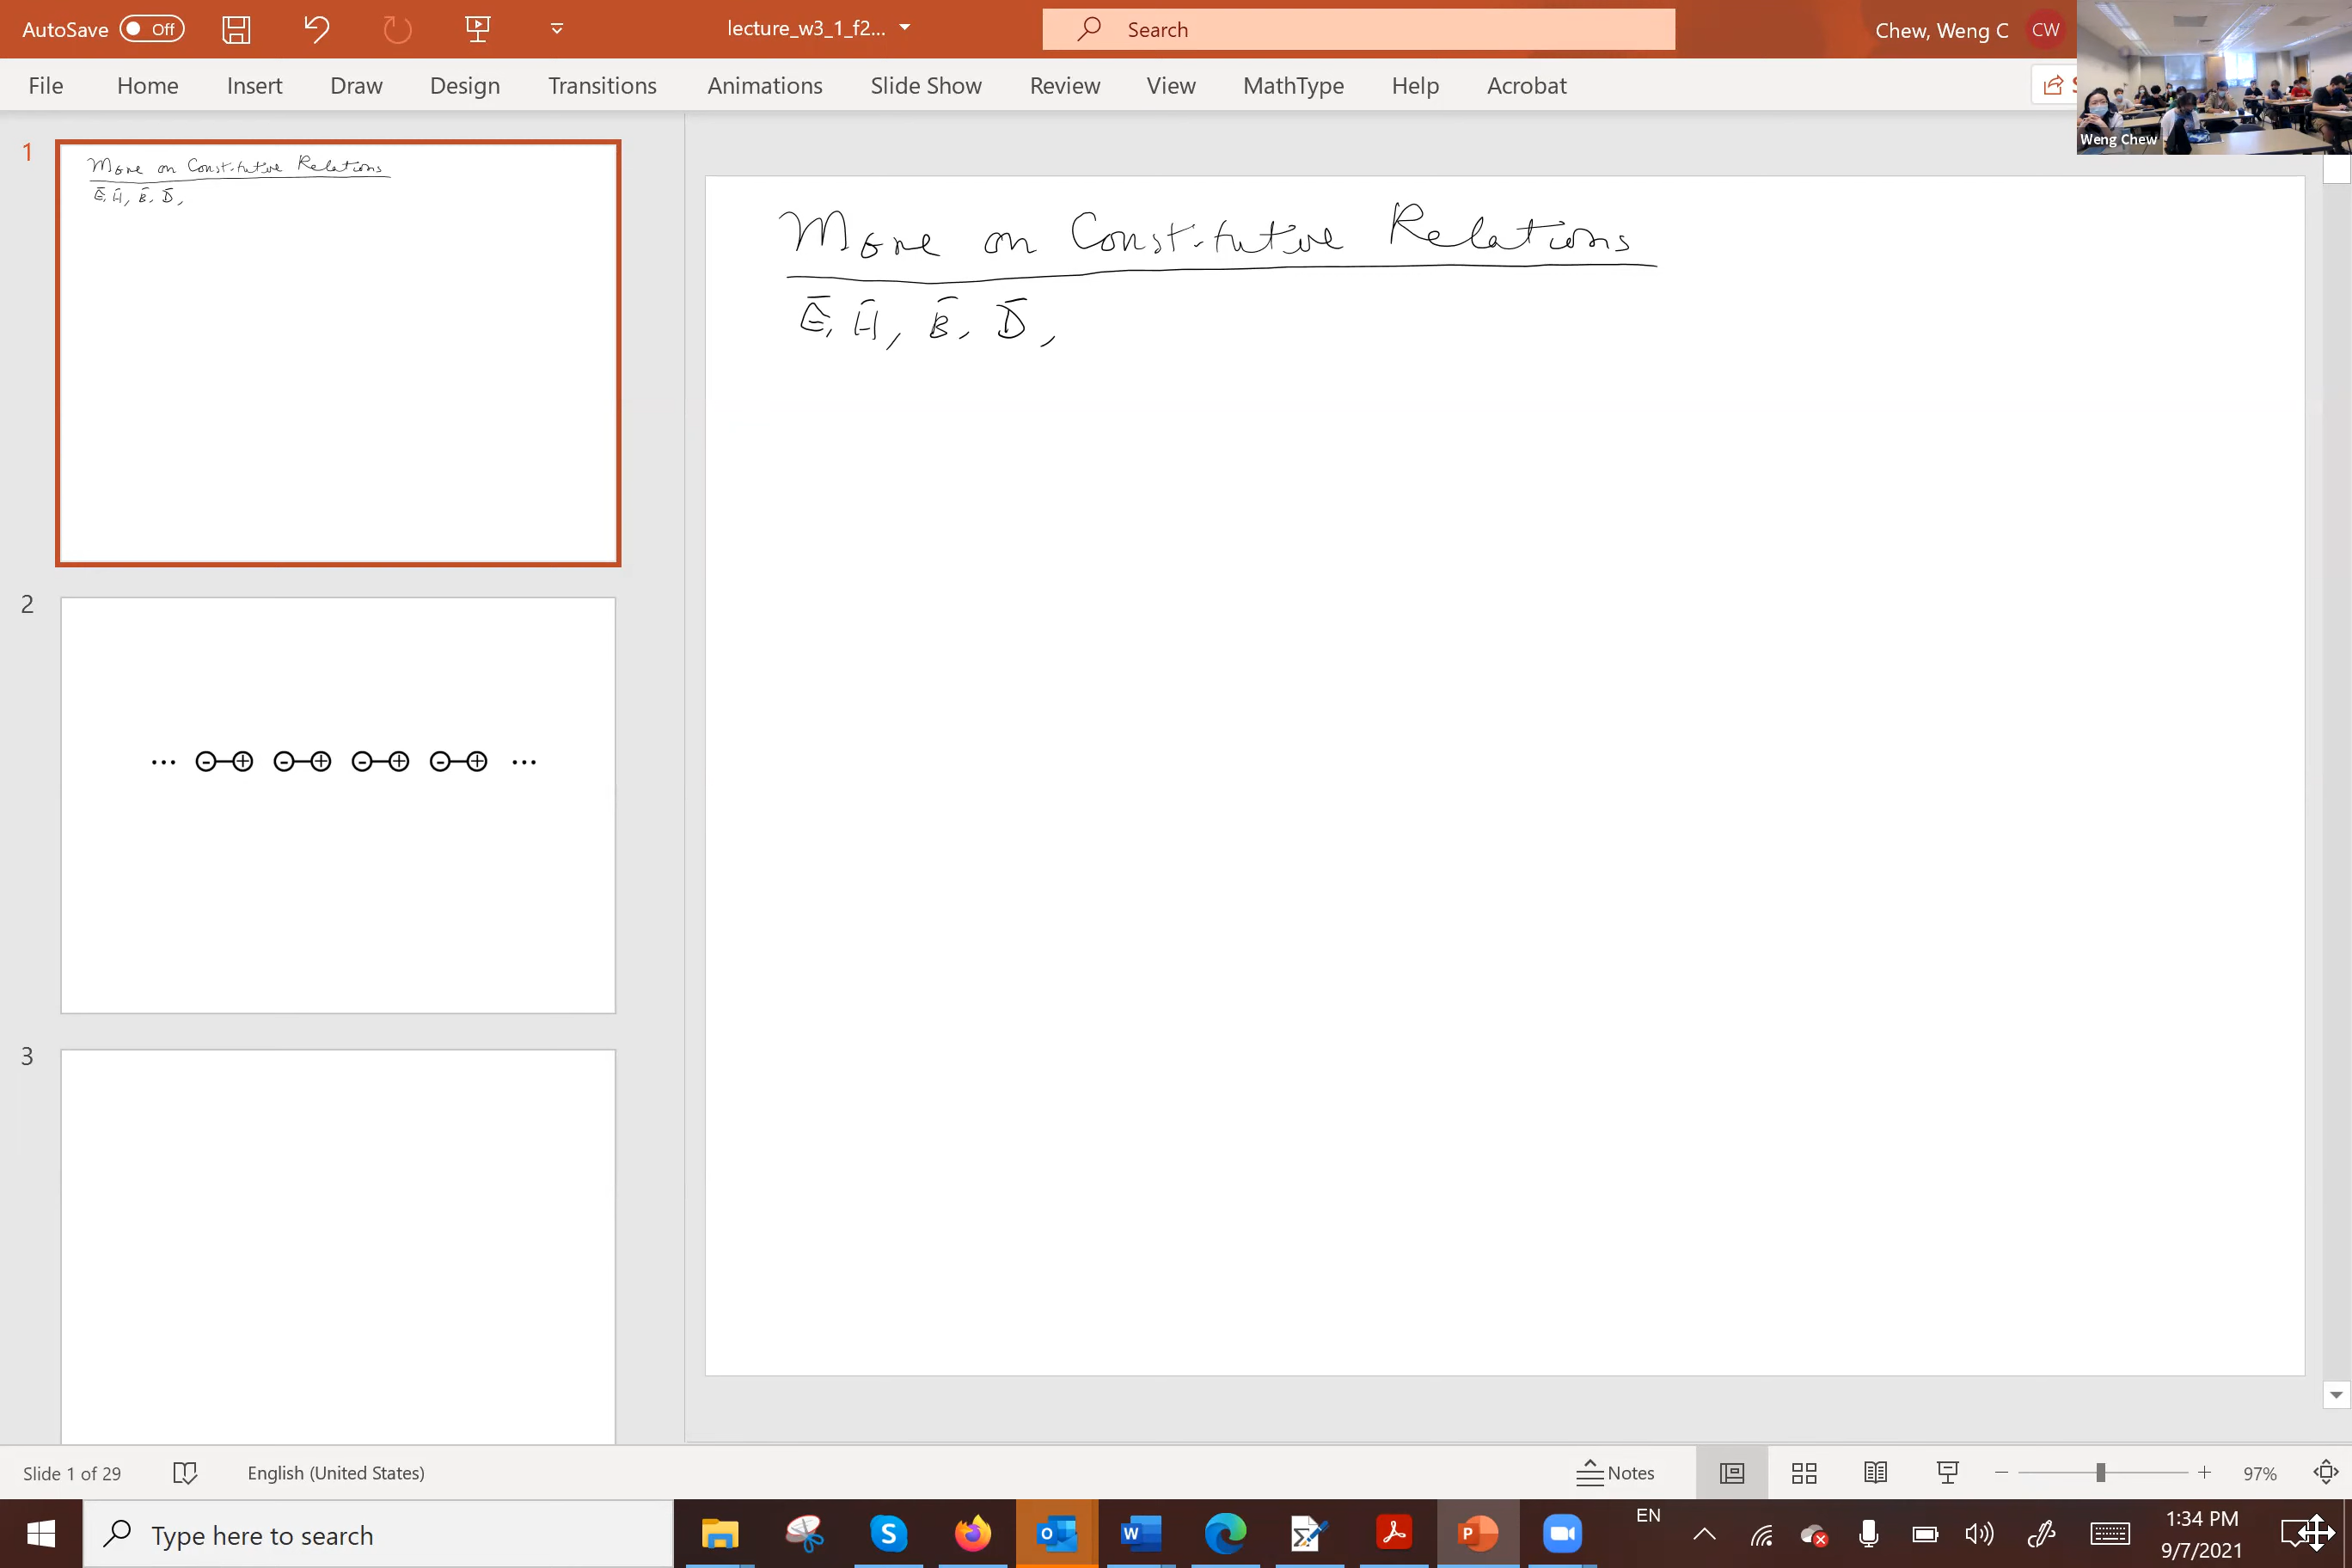 AutoSave Off
lecture_w3_1_f2...
Search
Chew, Weng C CW
File Home Insert Draw Design Transitions Animations Slide Show Review View MathType Help Acrobat
Weng Chew
1
More on Constitutive Relations
E, H, B, D,
2
... - + - + - + - + ...
3
More on Constitutive Relations
Ē, H̄, B̄, D̄,
Slide 1 of 29
English (United States)
Notes
97%
Type here to search
EN
1:34 PM
9/7/2021